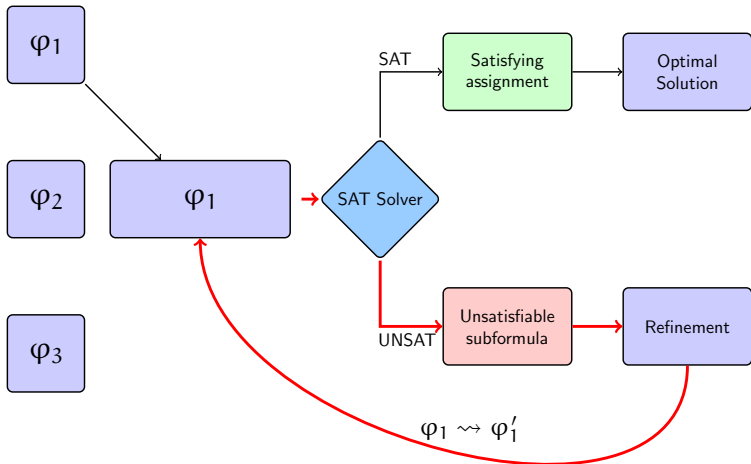 φ₁
SAT
Satisfying
assignment
Optimal
Solution
φ₂
φ₁
SAT Solver
φ₃
UNSAT
Unsatisfiable
subformula
Refinement
φ₁ ⇝ φ₁′